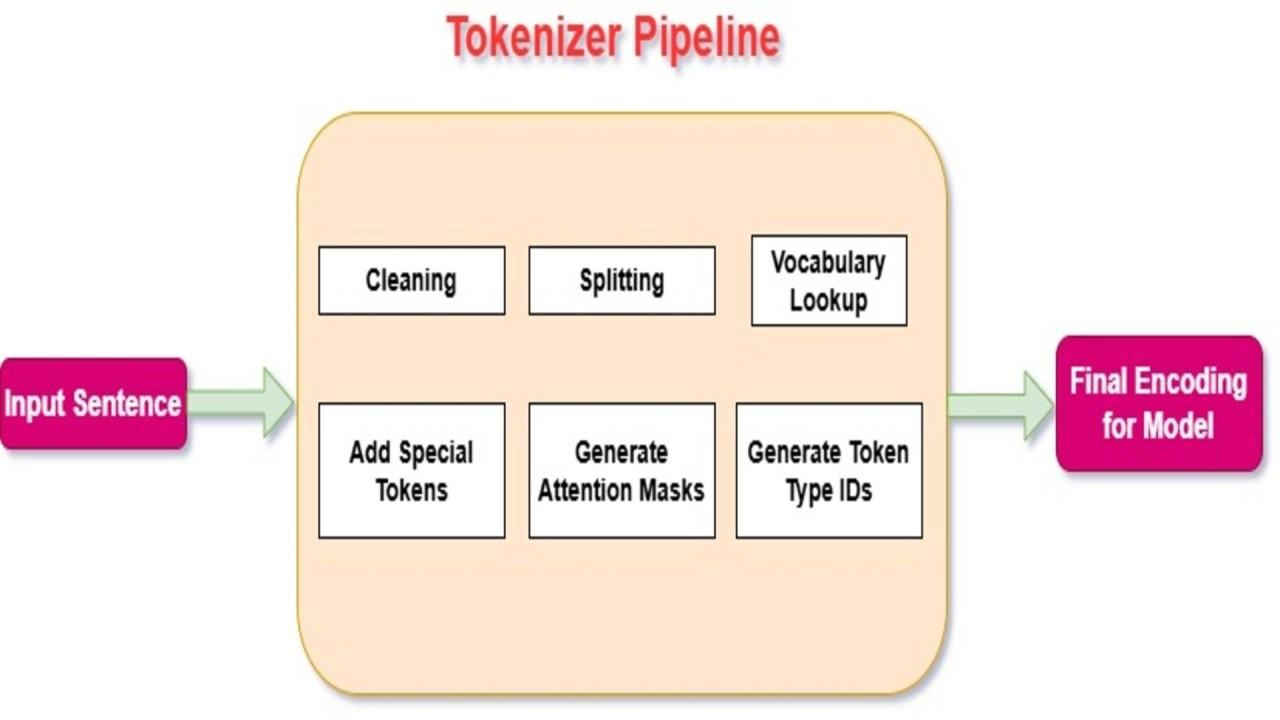 Tokenizer Pipeline
Cleaning
Splitting
Vocabulary
Lookup
Input Sentence
Add Special
Tokens
Generate
Attention Masks
Generate Token
Type IDs
Final Encoding
for Model